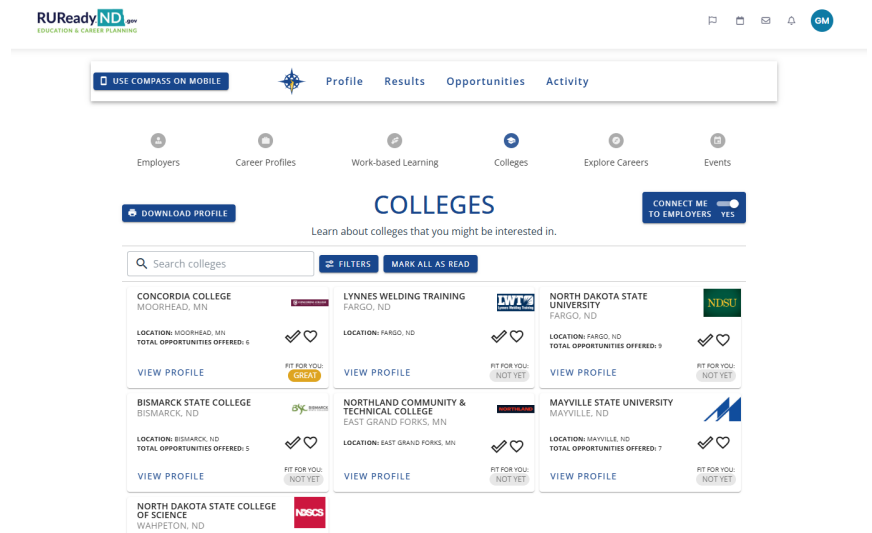 RUReady ND .gov
EDUCATION & CAREER PLANNING
GM
USE COMPASS ON MOBILE
Profile Results Opportunities Activity
Employers Career Profiles Work-based Learning Colleges Explore Careers Events
DOWNLOAD PROFILE
COLLEGES
CONNECT ME
TO EMPLOYERS YES
Learn about colleges that you might be interested in.
Search colleges
FILTERS
MARK ALL AS READ
CONCORDIA COLLEGE
MOORHEAD, MN
LOCATION: MOORHEAD, MN
TOTAL OPPORTUNITIES OFFERED: 6
VIEW PROFILE
FIT FOR YOU:
GREAT
LYNNES WELDING TRAINING
FARGO, ND
LWT
Lynnes Welding Training
LOCATION: FARGO, ND
VIEW PROFILE
FIT FOR YOU:
NOT YET
NORTH DAKOTA STATE
UNIVERSITY
FARGO, ND
NDSU
LOCATION: FARGO, ND
TOTAL OPPORTUNITIES OFFERED: 9
VIEW PROFILE
FIT FOR YOU:
NOT YET
BISMARCK STATE COLLEGE
BISMARCK, ND
BISMARCK
LOCATION: BISMARCK, ND
TOTAL OPPORTUNITIES OFFERED: 5
VIEW PROFILE
FIT FOR YOU:
NOT YET
NORTHLAND COMMUNITY &
TECHNICAL COLLEGE
EAST GRAND FORKS, MN
NORTHLAND
LOCATION: EAST GRAND FORKS, MN
VIEW PROFILE
FIT FOR YOU:
NOT YET
MAYVILLE STATE UNIVERSITY
MAYVILLE, ND
LOCATION: MAYVILLE, ND
TOTAL OPPORTUNITIES OFFERED: 7
VIEW PROFILE
FIT FOR YOU:
NOT YET
NORTH DAKOTA STATE COLLEGE
OF SCIENCE
WAHPETON, ND
NDSCS